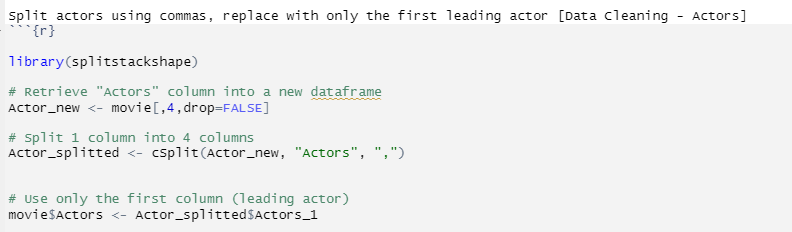 Split actors using commas, replace with only the first leading actor [Data Cleaning - Actors]
```{r}
library(splitstackshape)
# Retrieve "Actors" column into a new dataframe
Actor_new <- movie[,4,drop=FALSE]
# Split 1 column into 4 columns
Actor_splitted <- cSplit(Actor_new, "Actors", ",")
# Use only the first column (leading actor)
movie$Actors <- Actor_splitted$Actors_1